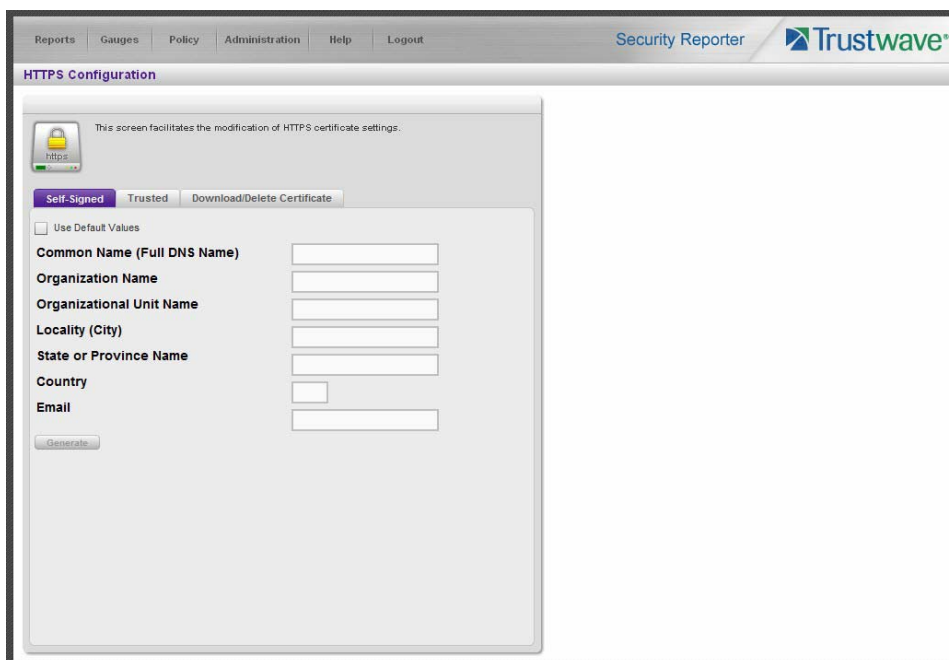 Reports Gauges Policy Administration Help Logout Security Reporter Trustwave®
HTTPS Configuration
This screen facilitates the modification of HTTPS certificate settings.
https
Self-Signed Trusted Download/Delete Certificate
Use Default Values
Common Name (Full DNS Name)
Organization Name
Organizational Unit Name
Locality (City)
State or Province Name
Country
Email
Generate